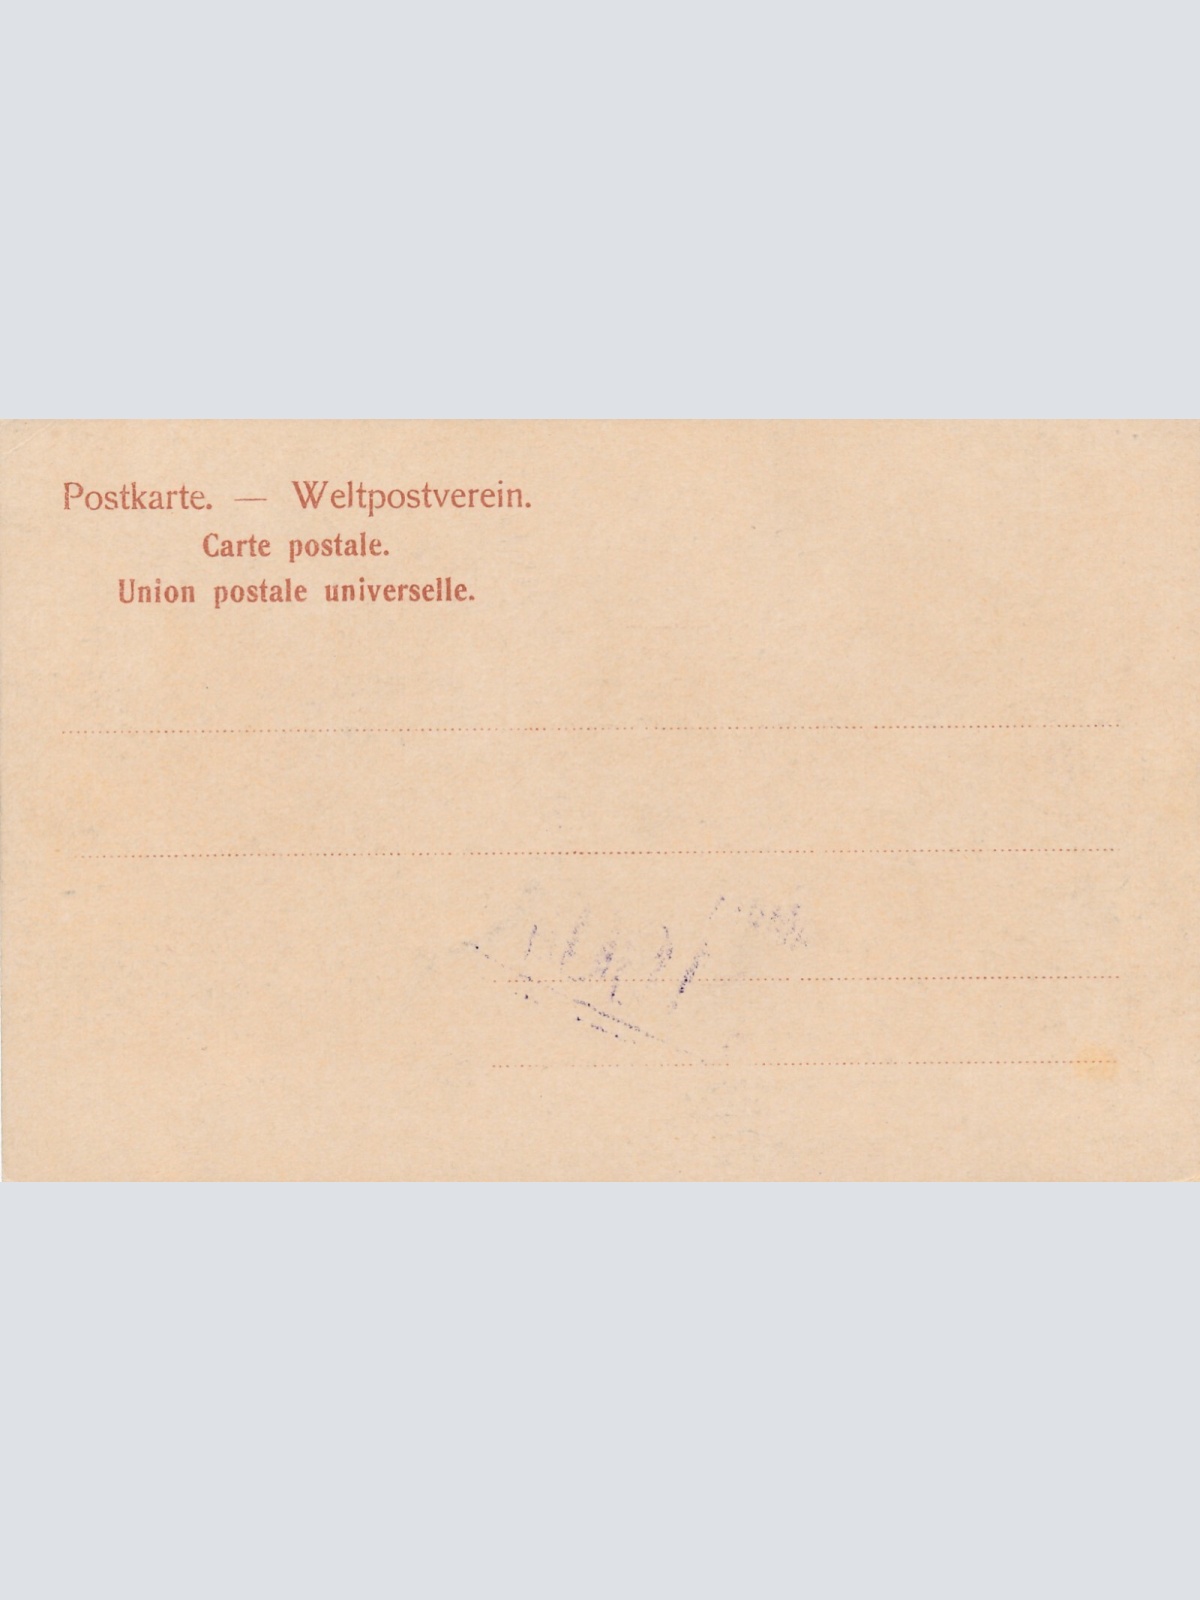 Postkarte. — Weltpostverein.
Carte postale.
Union postale universelle.